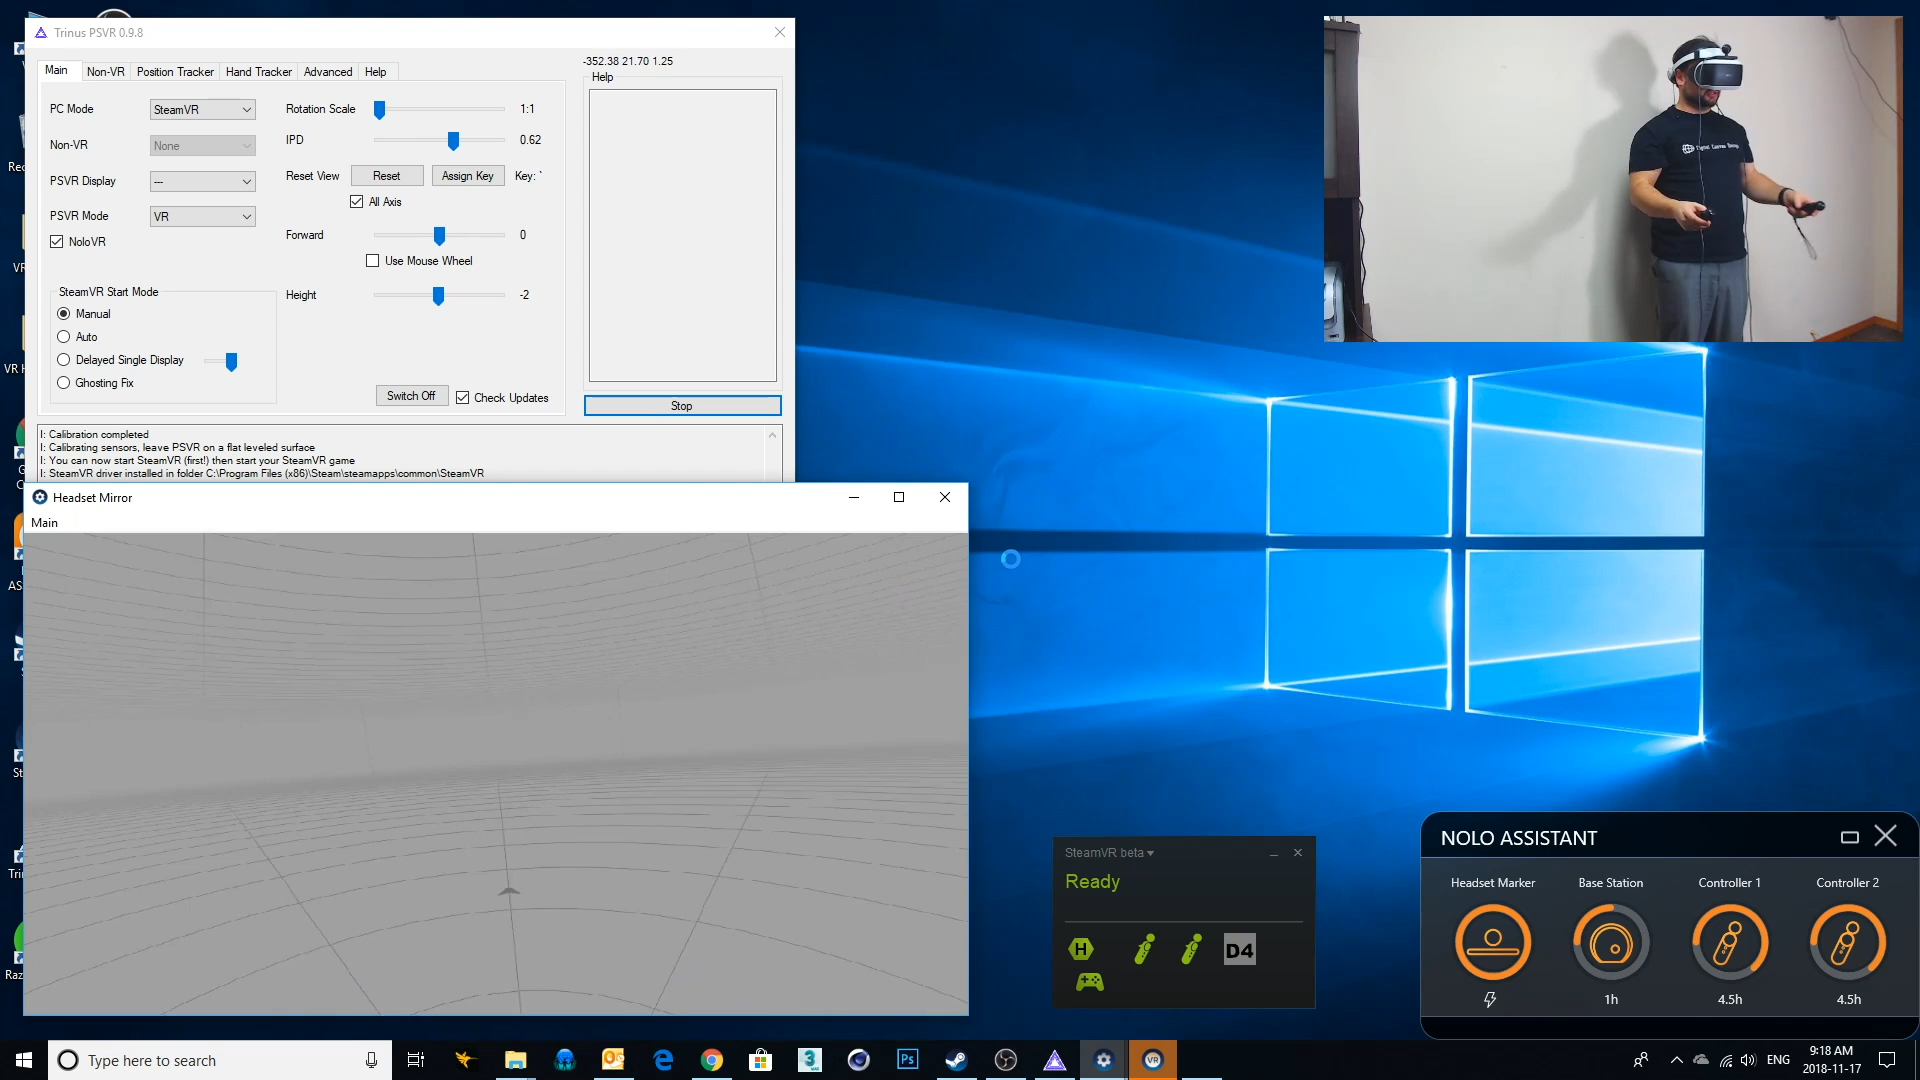 Trinus PSVR 0.9.8
Main Non-VR Position Tracker Hand Tracker Advanced Help
-352.38 21.70 1.25
Help
PC Mode SteamVR
Non-VR None
PSVR Display ---
PSVR Mode VR
NoloVR
Rotation Scale 1:1
IPD 0.62
Reset View Reset Assign Key Key: `
All Axis
Forward 0
Use Mouse Wheel
Height -2
SteamVR Start Mode
Manual
Auto
Delayed Single Display
Ghosting Fix
Switch Off Check Updates
Stop
I: Calibration completed
I: Calibrating sensors, leave PSVR on a flat leveled surface
I: You can now start SteamVR (first!) then start your SteamVR game
I: SteamVR driver installed in folder C:\Program Files (x86)\Steam\steamapps\common\SteamVR
Headset Mirror
Main
SteamVR beta
Ready
H D4
NOLO ASSISTANT
Headset Marker Base Station Controller 1 Controller 2
1h 4.5h 4.5h
Type here to search
3
Ps
VR
ENG
9:18 AM
2018-11-17